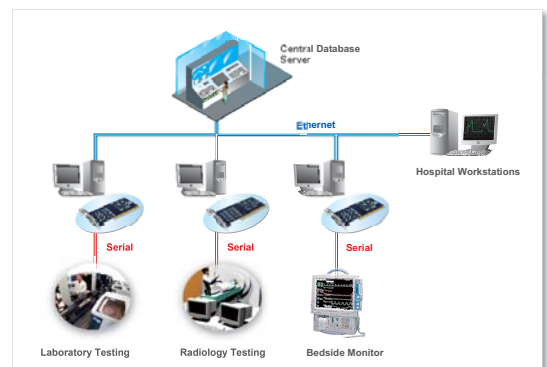 Central Database
Server
Ethernet
Hospital Workstations
Serial
Serial
Serial
Laboratory Testing
Radiology Testing
Bedside Monitor